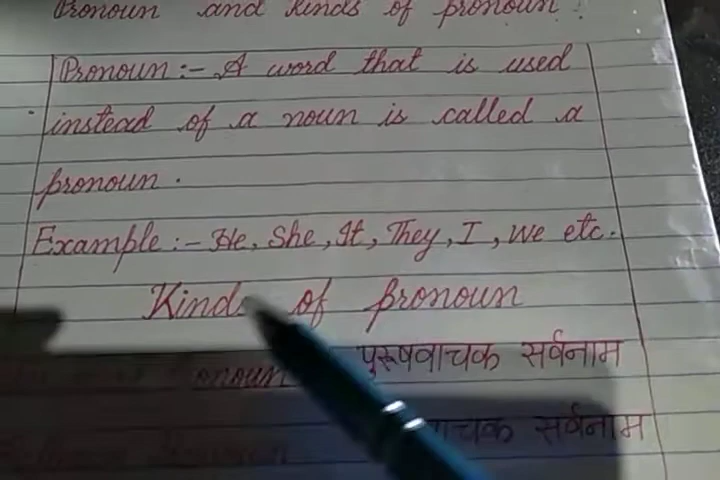 Pronoun and Kinds of pronoun.
Pronoun:- A word that is used
instead of a noun is called a
pronoun.
Example:- He, She, It, They, I, We etc.
Kinds of pronoun
पुरुषवाचक सर्वनाम
सर्वनाम